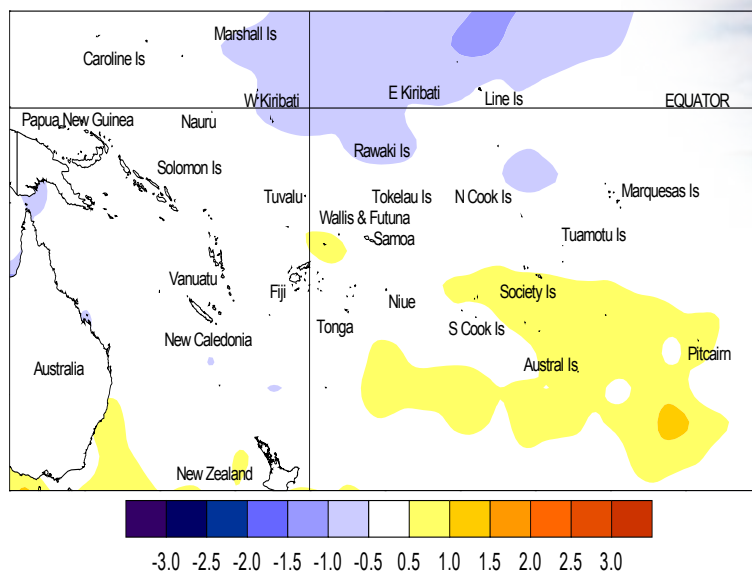 Marshall Is
Caroline Is
W Kiribati
E Kiribati
Line Is
EQUATOR
Papua New Guinea
Nauru
Rawaki Is
Solomon Is
Tuvalu
Tokelau Is
N Cook Is
Marquesas Is
Wallis & Futuna
Samoa
Tuamotu Is
Vanuatu
Fiji
Niue
Society Is
Tonga
S Cook Is
New Caledonia
Pitcairn
Australia
Austral Is
New Zealand
-3.0 -2.5 -2.0 -1.5 -1.0 -0.5 0.5 1.0 1.5 2.0 2.5 3.0